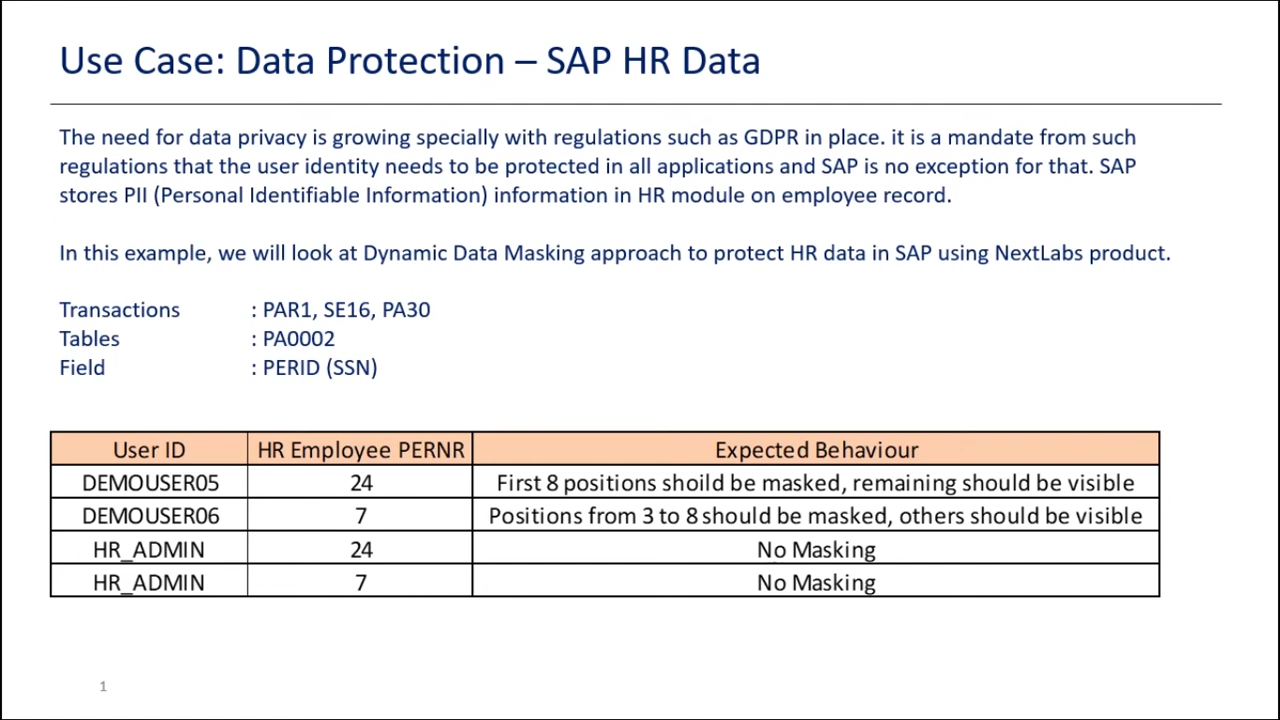 Use Case: Data Protection – SAP HR Data
The need for data privacy is growing specially with regulations such as GDPR in place. it is a mandate from such
regulations that the user identity needs to be protected in all applications and SAP is no exception for that. SAP
stores PII (Personal Identifiable Information) information in HR module on employee record.
In this example, we will look at Dynamic Data Masking approach to protect HR data in SAP using NextLabs product.
Transactions : PAR1, SE16, PA30
Tables : PA0002
Field : PERID (SSN)
User ID HR Employee PERNR Expected Behaviour
DEMOUSER05 24 First 8 positions shoild be masked, remaining should be visible
DEMOUSER06 7 Positions from 3 to 8 should be masked, others should be visible
HR_ADMIN 24 No Masking
HR_ADMIN 7 No Masking
1